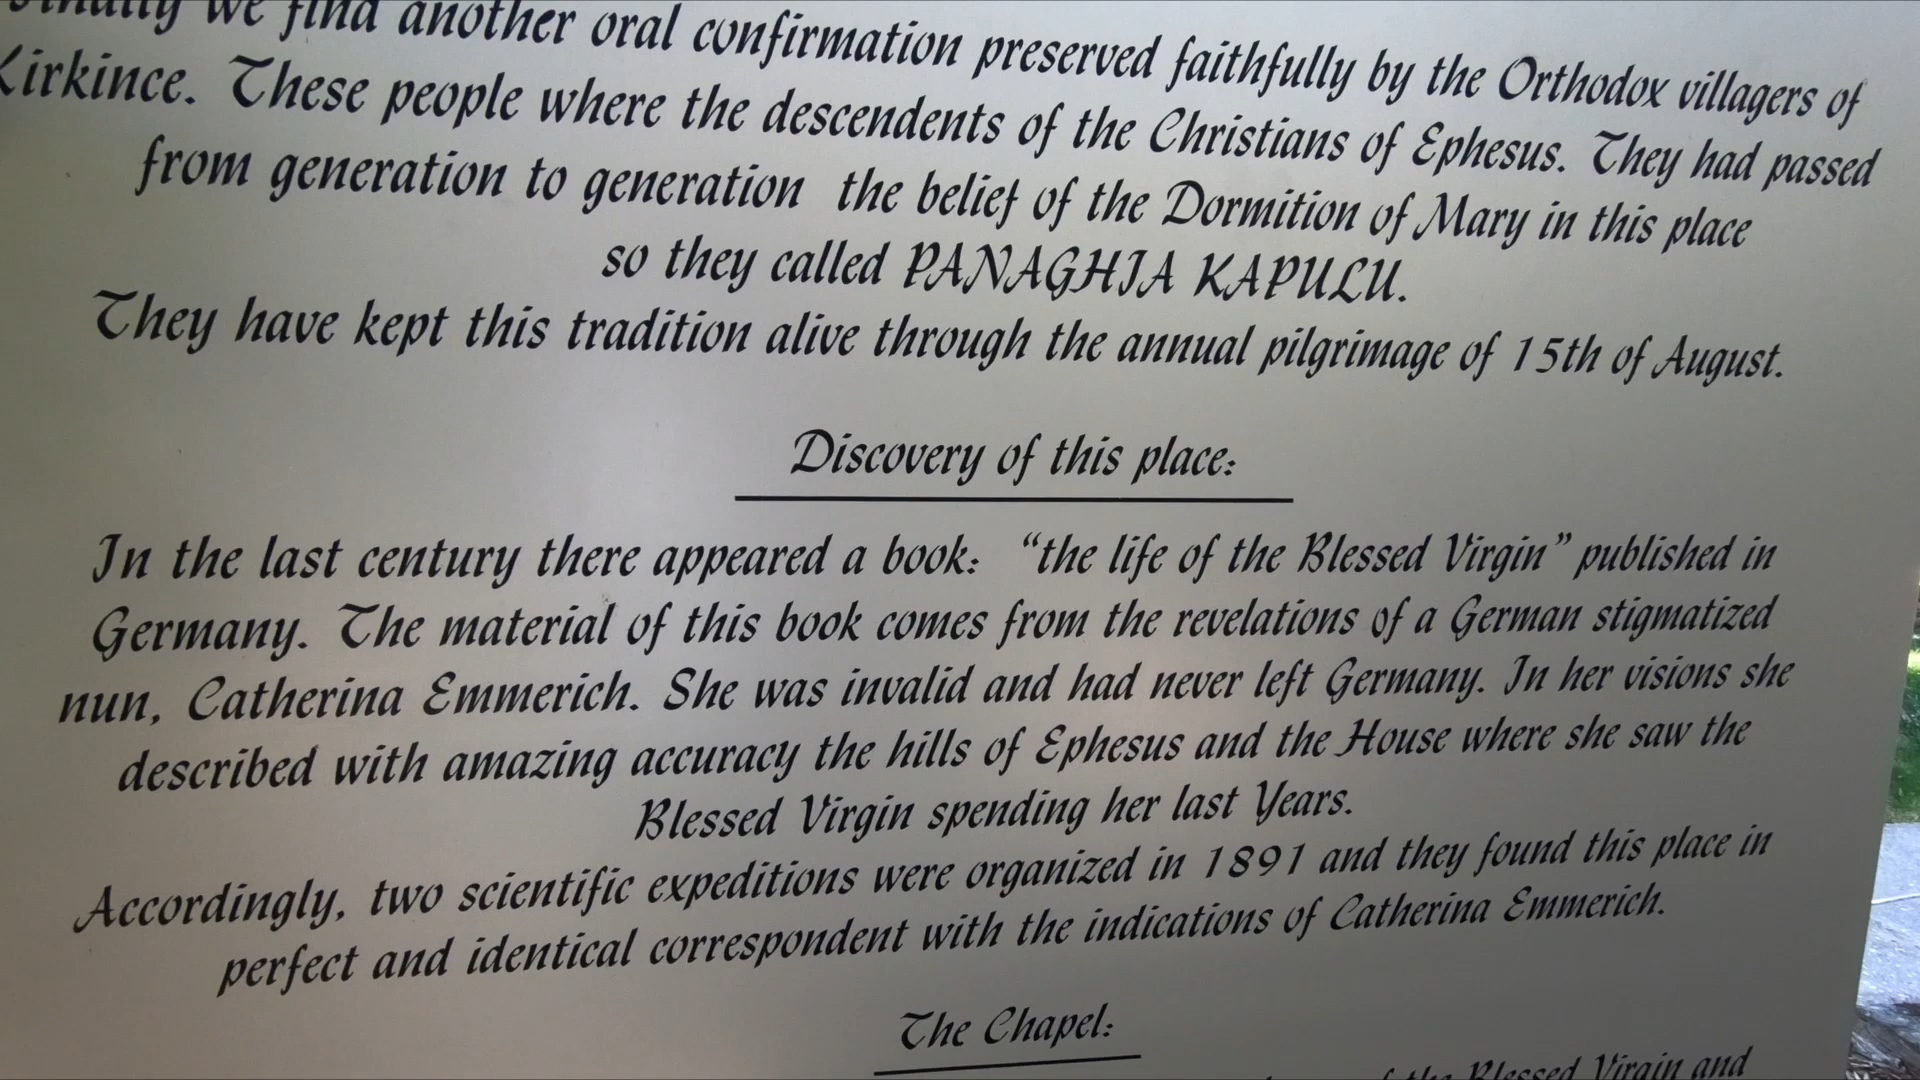 Finally we find another oral confirmation preserved faithfully by the Orthodox villagers of
Kirkince. These people where the descendents of the Christians of Ephesus. They had passed
from generation to generation the belief of the Dormition of Mary in this place
so they called PANAGHIA KAPULU.
They have kept this tradition alive through the annual pilgrimage of 15th of August.
Discovery of this place:
In the last century there appeared a book: “the life of the Blessed Virgin” published in
Germany. The material of this book comes from the revelations of a German stigmatized
nun, Catherina Emmerich. She was invalid and had never left Germany. In her visions she
described with amazing accuracy the hills of Ephesus and the House where she saw the
Blessed Virgin spending her last Years.
Accordingly, two scientific expeditions were organized in 1891 and they found this place in
perfect and identical correspondent with the indications of Catherina Emmerich.
The Chapel:
the Blessed Virgin and